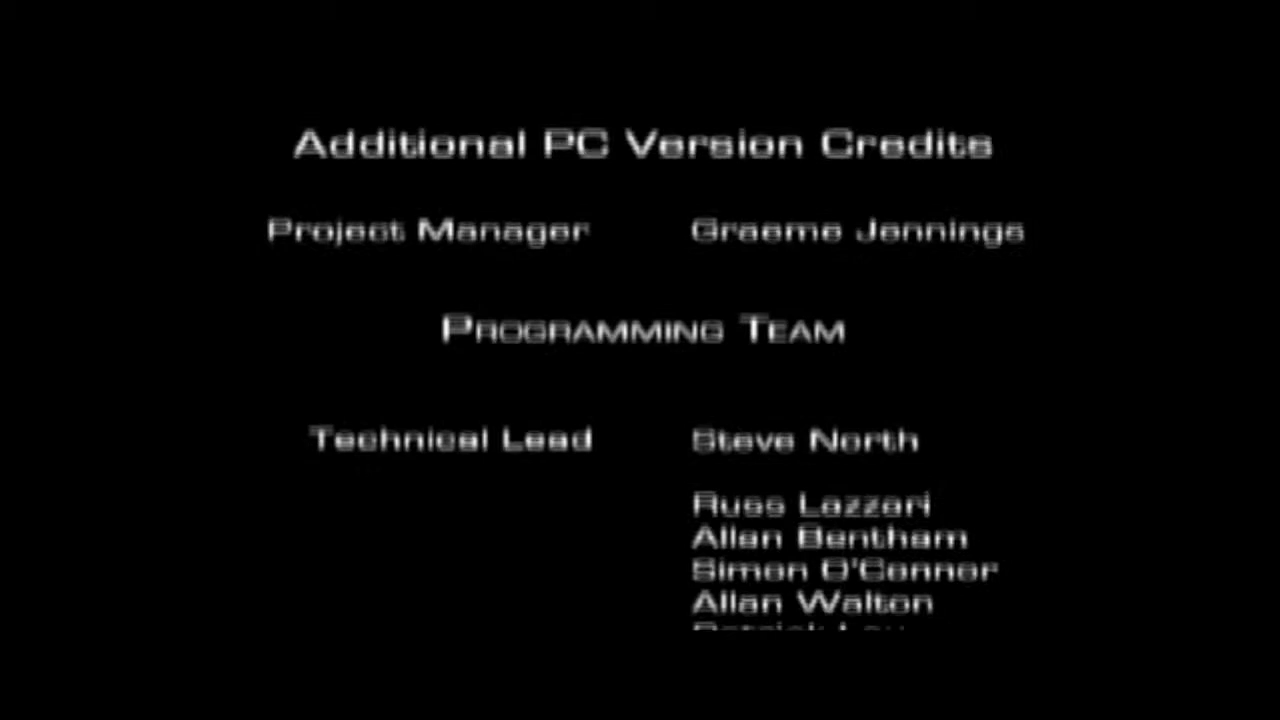 Additional PC Version Credits
Project Manager Graeme Jennings
PROGRAMMING TEAM
Technical Lead Steve North
Russ Lazzari
Allan Bentham
Simon O'Connor
Allan Walton